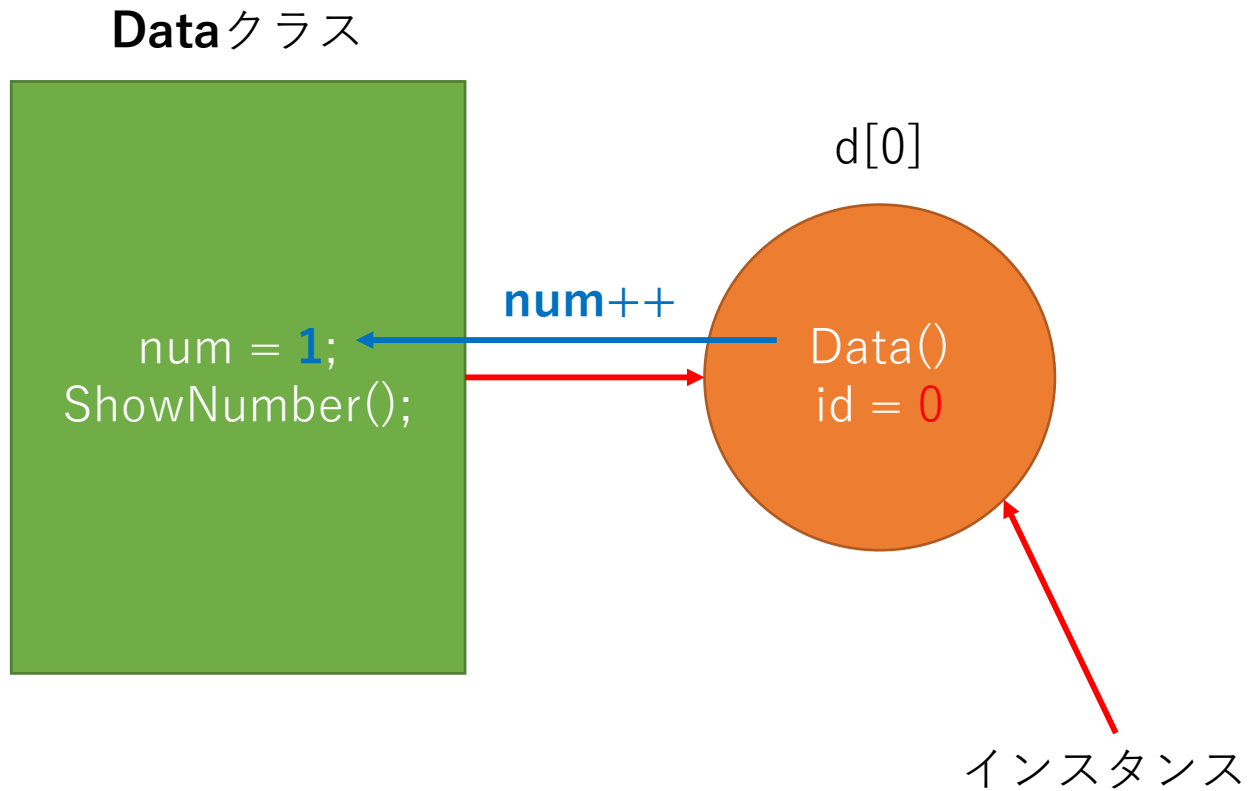 Dataクラス
d[0]
num++
num = 1;
ShowNumber();
Data()
id = 0
インスタンス